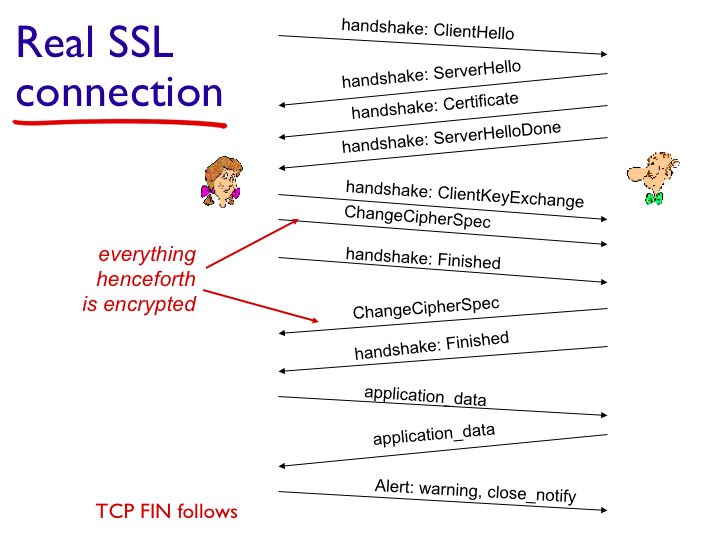 Real SSL
connection
handshake: ClientHello
handshake: ServerHello
handshake: Certificate
handshake: ServerHelloDone
handshake: ClientKeyExchange
ChangeCipherSpec
everything
henceforth
is encrypted
handshake: Finished
ChangeCipherSpec
handshake: Finished
application_data
application_data
Alert: warning, close_notify
TCP FIN follows